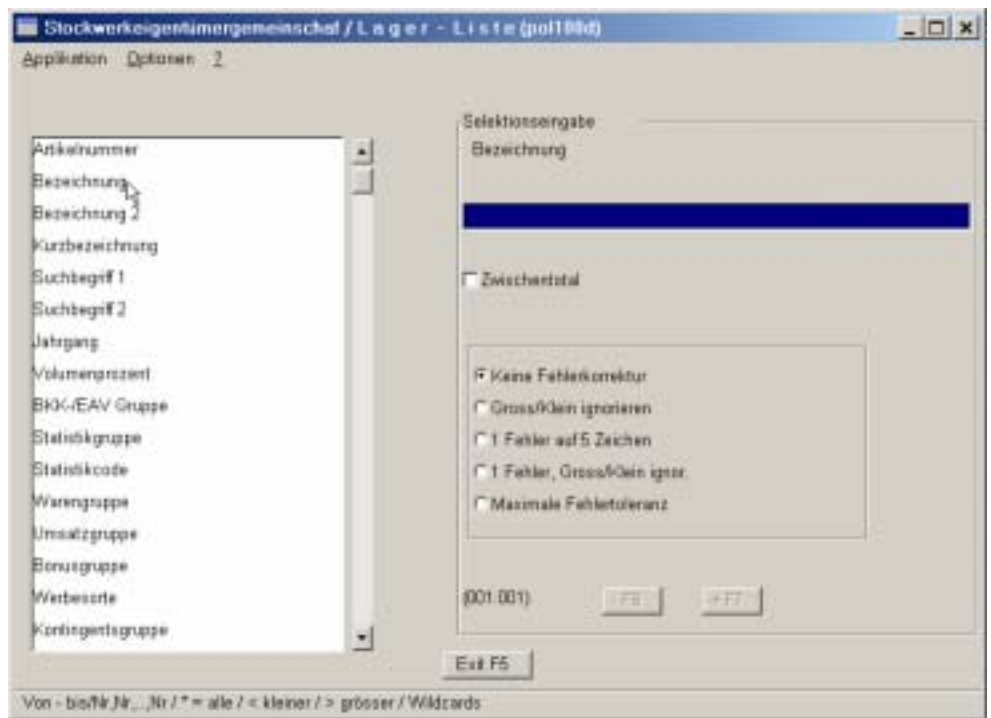 Stockwerkeigentümergemeinschaf / L a g e r - L i s t e (pol100d)
Applikation Optionen ?
Artikelnummer
Bezeichnung
Bezeichnung 2
Kurzbezeichnung
Suchbegriff 1
Suchbegriff 2
Jahrgang
Volumenprozent
BKK-/EAV Gruppe
Statistikgruppe
Statistikcode
Warengruppe
Umsatzgruppe
Bonusgruppe
Werbesorte
Kontingentsgruppe
Selektionseingabe
Bezeichnung
Zwischentotal
Keine Fehlerkorrektur
Gross/Klein ignorieren
1 Fehler auf 5 Zeichen
1 Fehler, Gross/Klein ignor.
Maximale Fehlertoleranz
(001.001)
Exit F5
Von - bis/Nr,Nr,..,Nr / * = alle / < kleiner / > grösser / Wildcards